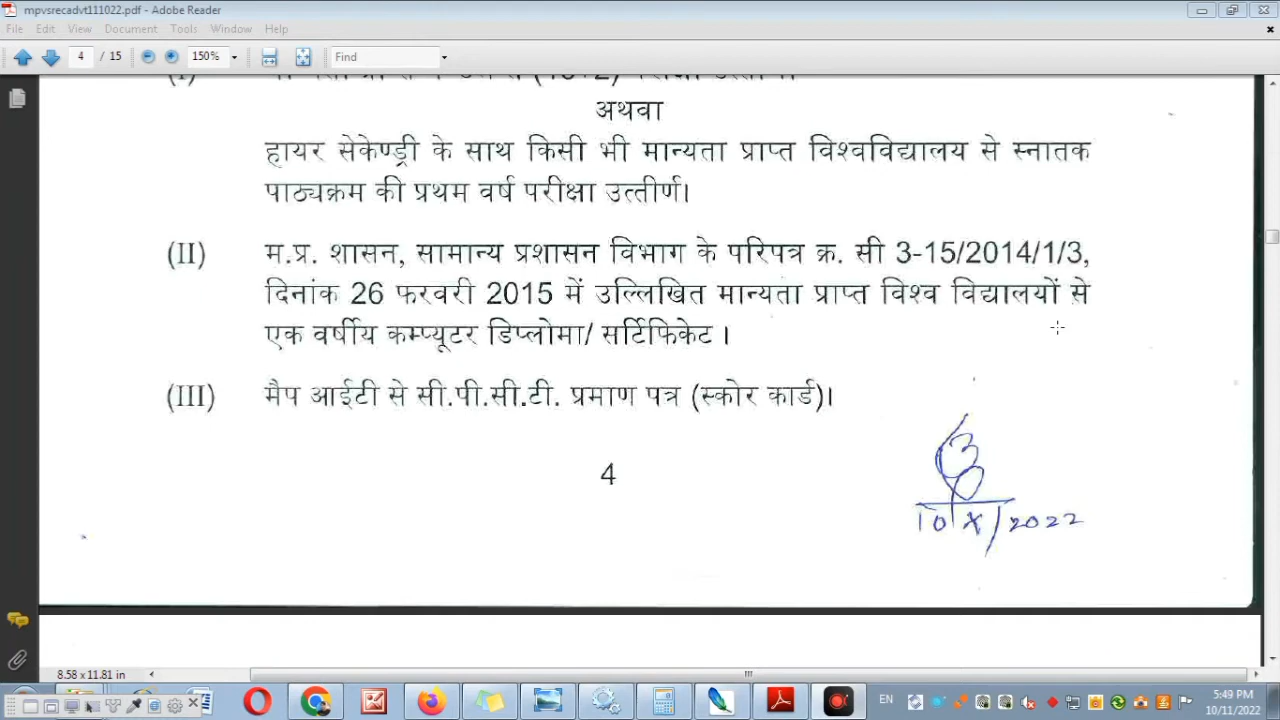 mpvsrecadvt111022.pdf - Adobe Reader
File Edit View Document Tools Window Help
4 / 15 150% Find
(10+2)
अथवा
हायर सेकेण्ड्री के साथ किसी भी मान्यता प्राप्त विश्वविद्यालय से स्नातक
पाठ्यक्रम की प्रथम वर्ष परीक्षा उत्तीर्ण।
(II) म.प्र. शासन, सामान्य प्रशासन विभाग के परिपत्र क्र. सी 3-15/2014/1/3,
दिनांक 26 फरवरी 2015 में उल्लिखित मान्यता प्राप्त विश्व विद्यालयों से
एक वर्षीय कम्प्यूटर डिप्लोमा/ सर्टिफिकेट ।
(III) मैप आईटी से सी.पी.सी.टी. प्रमाण पत्र (स्कोर कार्ड)।
4
10/X/2022
8.58 x 11.81 in
EN
5:49 PM
10/11/2022